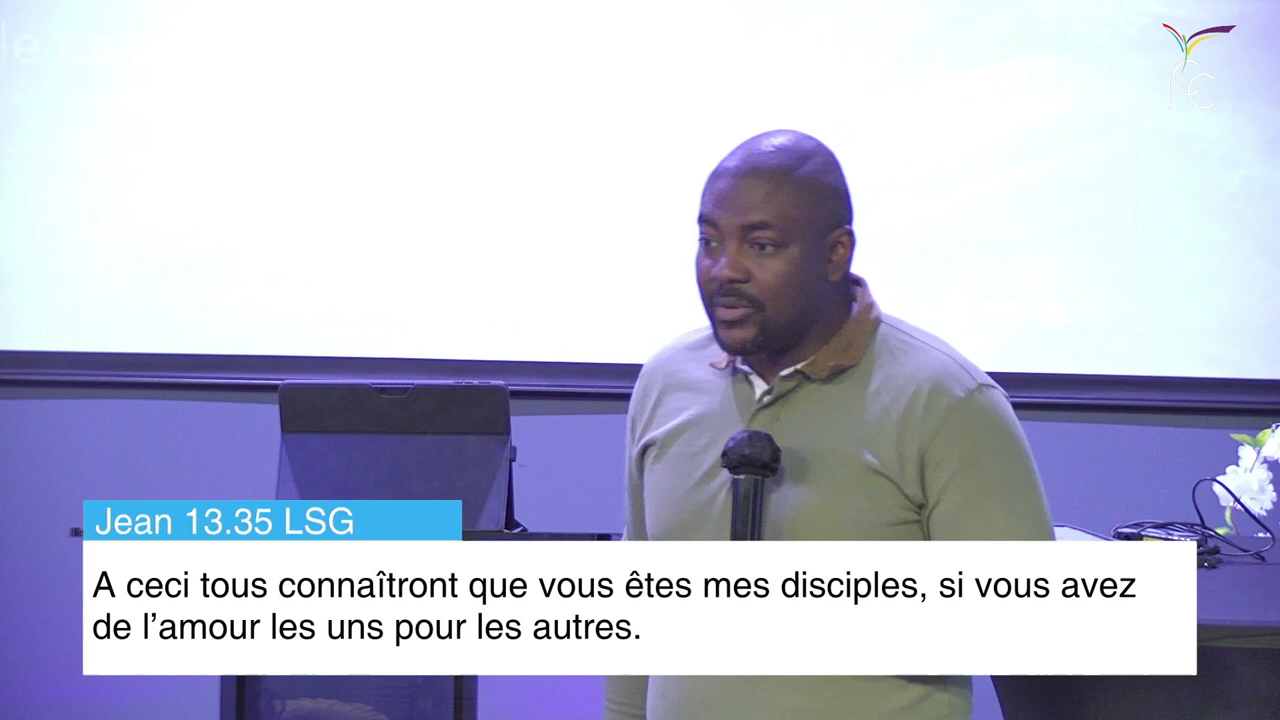 le
Jean 13.35 LSG
A ceci tous connaîtront que vous êtes mes disciples, si vous avez
de l’amour les uns pour les autres.